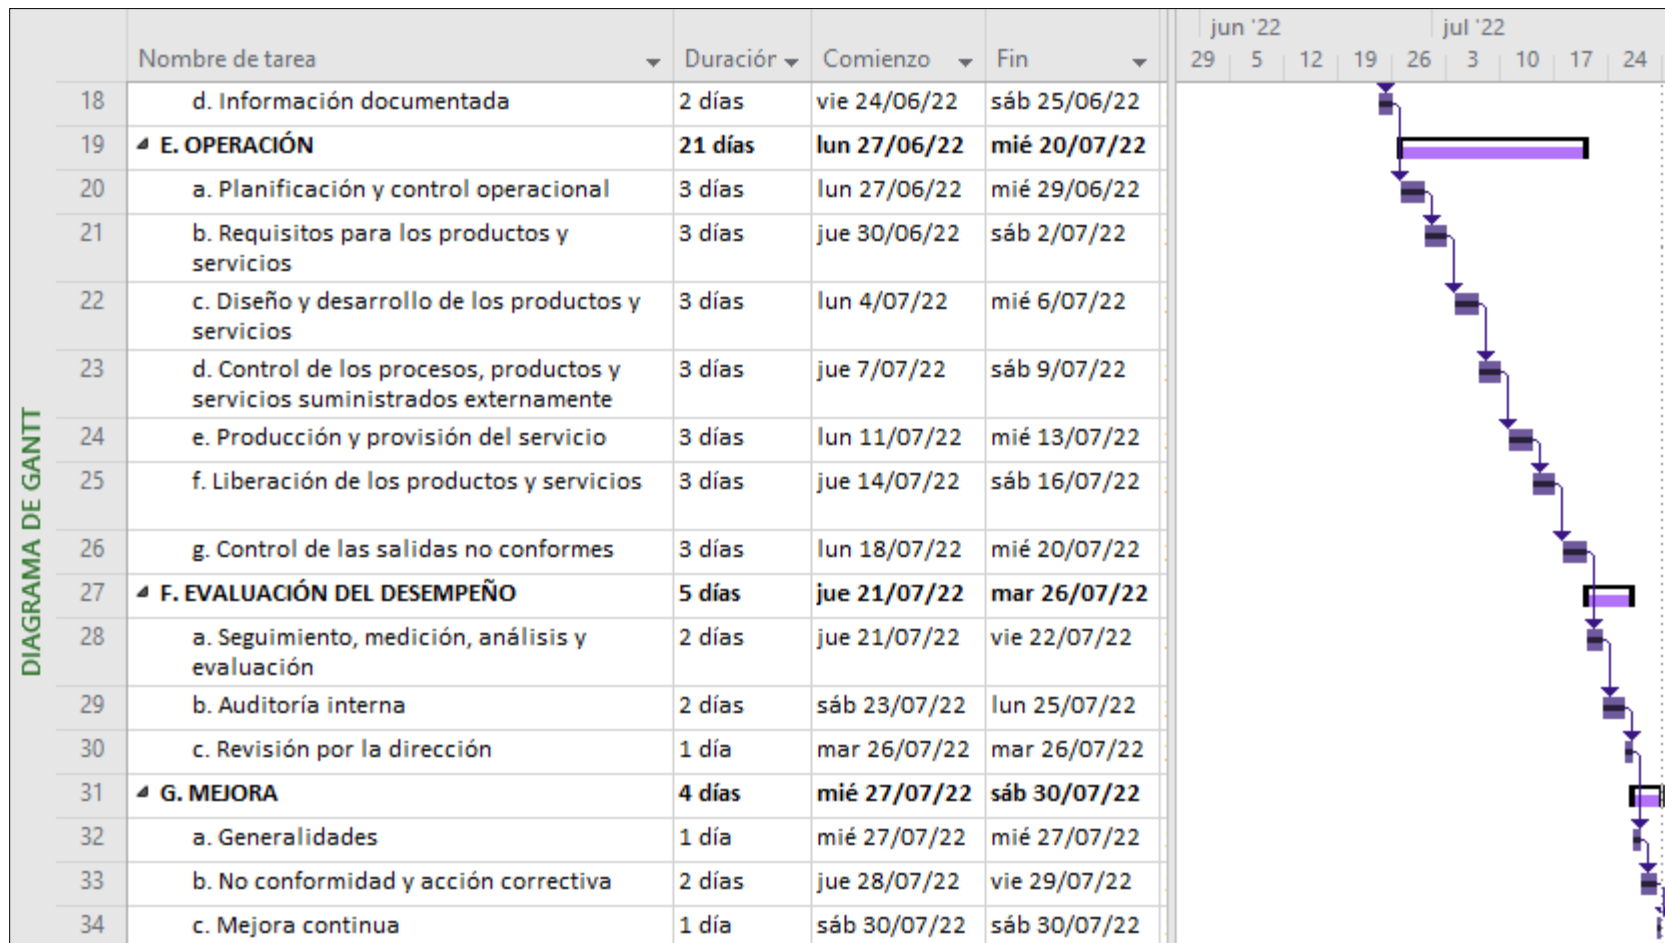 jun '22 jul '22
Nombre de tarea Duración Comienzo Fin 29 5 12 19 26 3 10 17 24
18 d. Información documentada 2 días vie 24/06/22 sáb 25/06/22
19 E. OPERACIÓN 21 días lun 27/06/22 mié 20/07/22
20 a. Planificación y control operacional 3 días lun 27/06/22 mié 29/06/22
21 b. Requisitos para los productos y 3 días jue 30/06/22 sáb 2/07/22
servicios
22 c. Diseño y desarrollo de los productos y 3 días lun 4/07/22 mié 6/07/22
servicios
23 d. Control de los procesos, productos y 3 días jue 7/07/22 sáb 9/07/22
servicios suministrados externamente
24 e. Producción y provisión del servicio 3 días lun 11/07/22 mié 13/07/22
25 f. Liberación de los productos y servicios 3 días jue 14/07/22 sáb 16/07/22
26 g. Control de las salidas no conformes 3 días lun 18/07/22 mié 20/07/22
27 F. EVALUACIÓN DEL DESEMPEÑO 5 días jue 21/07/22 mar 26/07/22
28 a. Seguimiento, medición, análisis y 2 días jue 21/07/22 vie 22/07/22
evaluación
29 b. Auditoría interna 2 días sáb 23/07/22 lun 25/07/22
30 c. Revisión por la dirección 1 día mar 26/07/22 mar 26/07/22
31 G. MEJORA 4 días mié 27/07/22 sáb 30/07/22
32 a. Generalidades 1 día mié 27/07/22 mié 27/07/22
33 b. No conformidad y acción correctiva 2 días jue 28/07/22 vie 29/07/22
34 c. Mejora continua 1 día sáb 30/07/22 sáb 30/07/22
DIAGRAMA DE GANTT